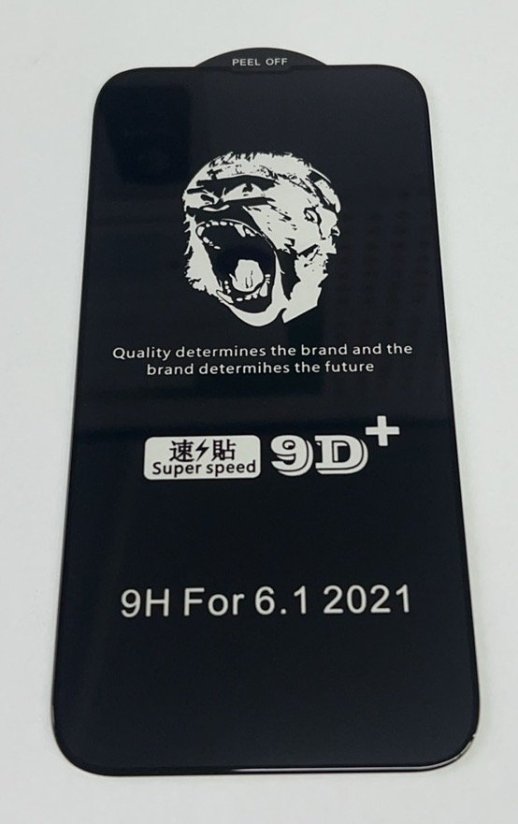 PEEL OFF
Quality determines the brand and the
brand determihes the future
速⚡貼
Super speed
9D+
9H For 6.1 2021